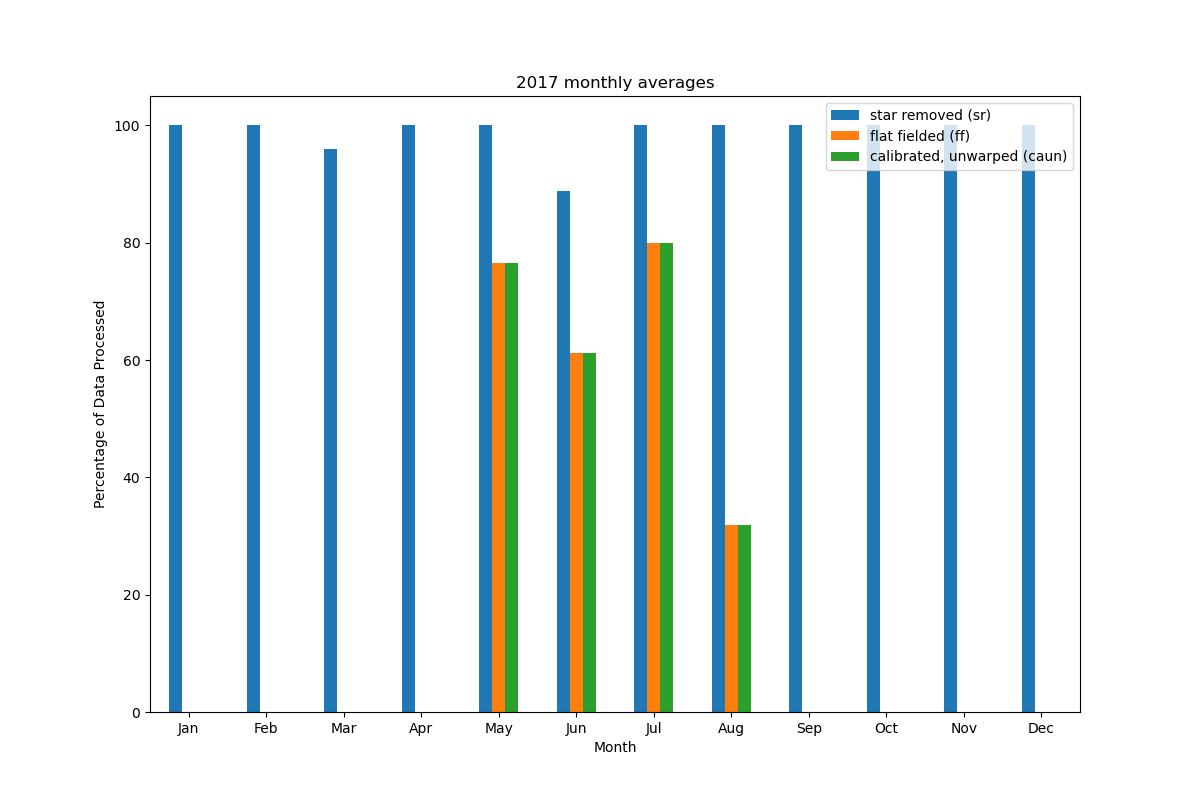 2017 monthly averages
star removed (sr)
flat fielded (ff)
calibrated, unwarped (caun)
Percentage of Data Processed
100
80
60
40
20
0
Jan Feb Mar Apr May Jun Jul Aug Sep Oct Nov Dec
Month